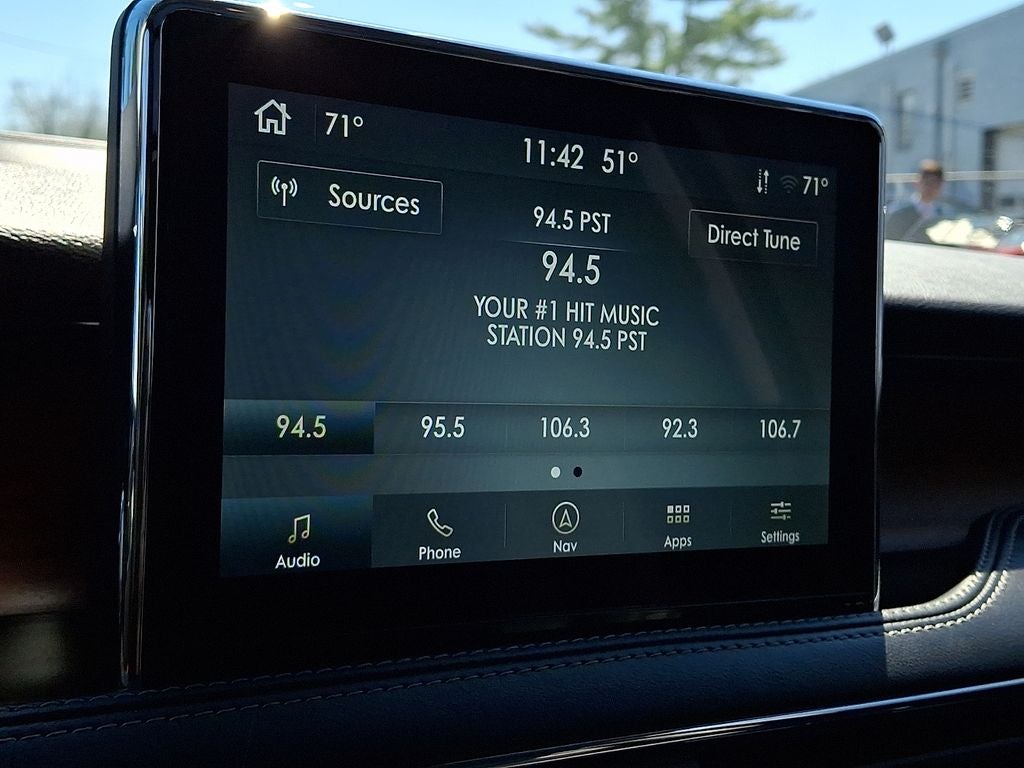 71°
11:42 51°
71°
Sources
94.5 PST
Direct Tune
94.5
YOUR #1 HIT MUSIC
STATION 94.5 PST
94.5 95.5 106.3 92.3 106.7
Audio Phone Nav Apps Settings